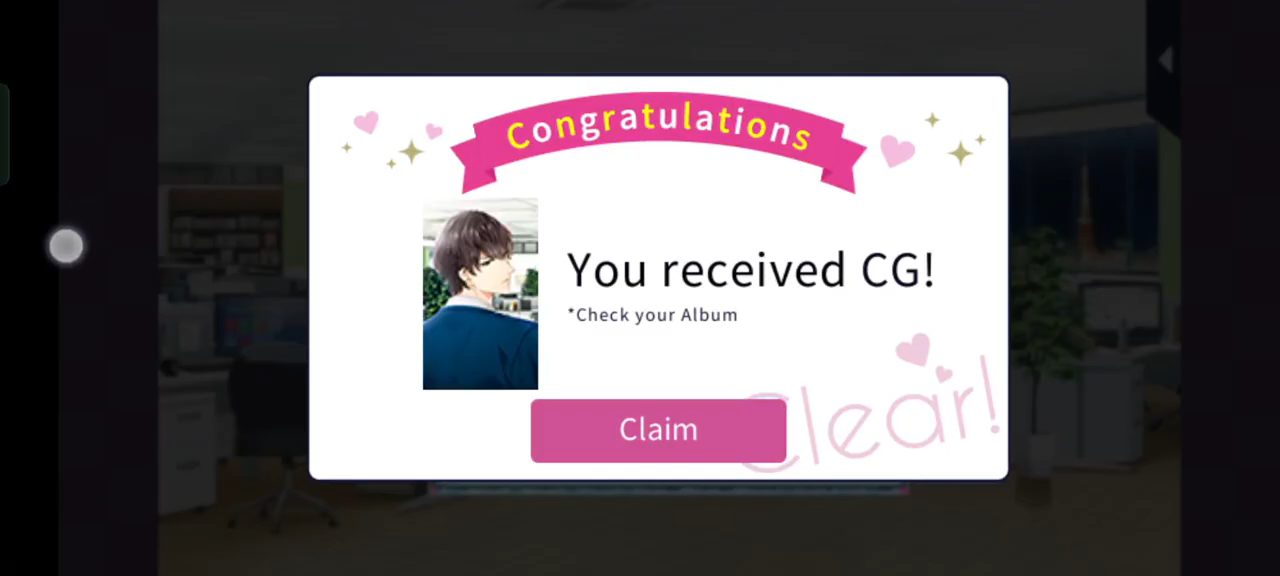 Congratulations
You received CG!
*Check your Album
Clear!
Claim